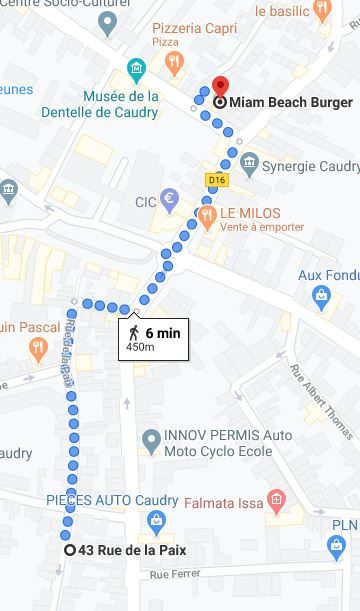 le basilic
Centre Socio-Culturel
Pizzeria Capri
Pizza
eunes
Musée de la
Dentelle de Caudry
Miam Beach Burger
Synergie Caudry
D16
CIC
€
LE MILOS
Vente à emporter
Aux Fondu
6 min
450m
uin Pascal
Rue de la Paix
Rue Albert Thomas
INNOV PERMIS Auto
Moto Cyclo Ecole
audry
PIECES AUTO Caudry
Falmata Issa
PLN
43 Rue de la Paix
Rue Ferrer